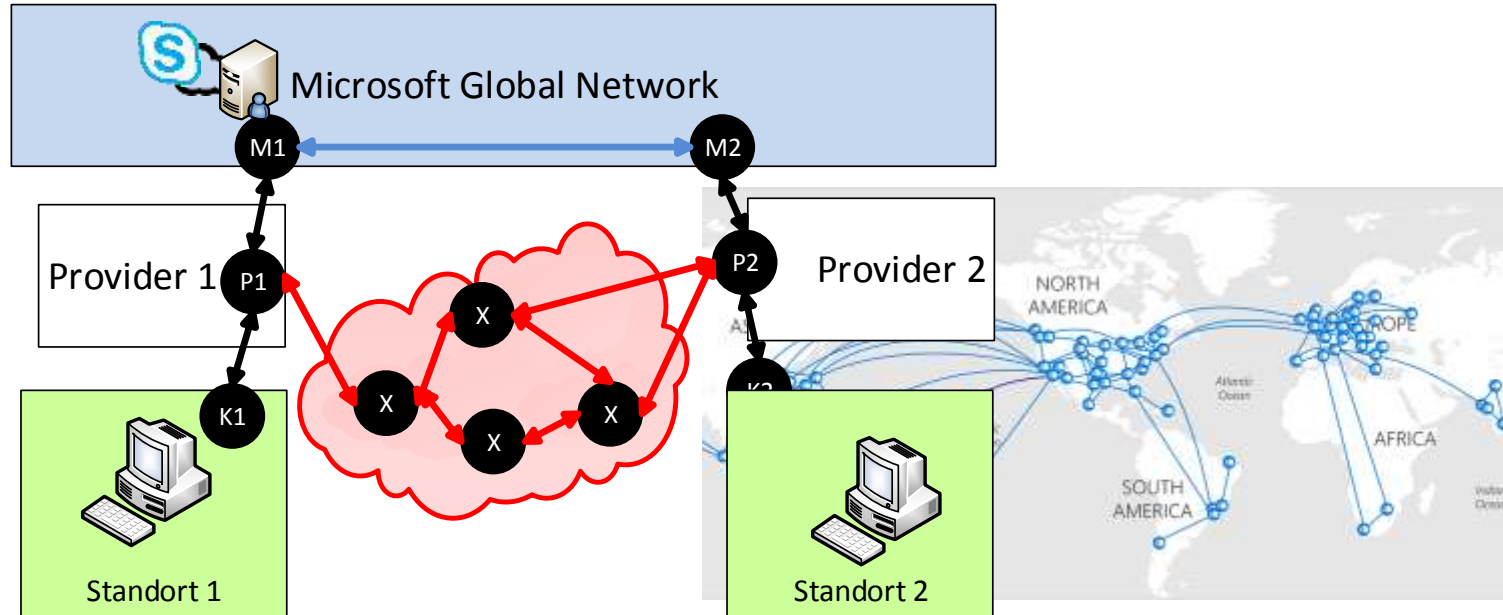 S
Microsoft Global Network
M1
M2
Provider 1
P1
P2
Provider 2
X
X
X
X
K1
K2
Standort 1
Standort 2
NORTH
AMERICA
Atlantic
Ocean
AFRICA
SOUTH
AMERICA